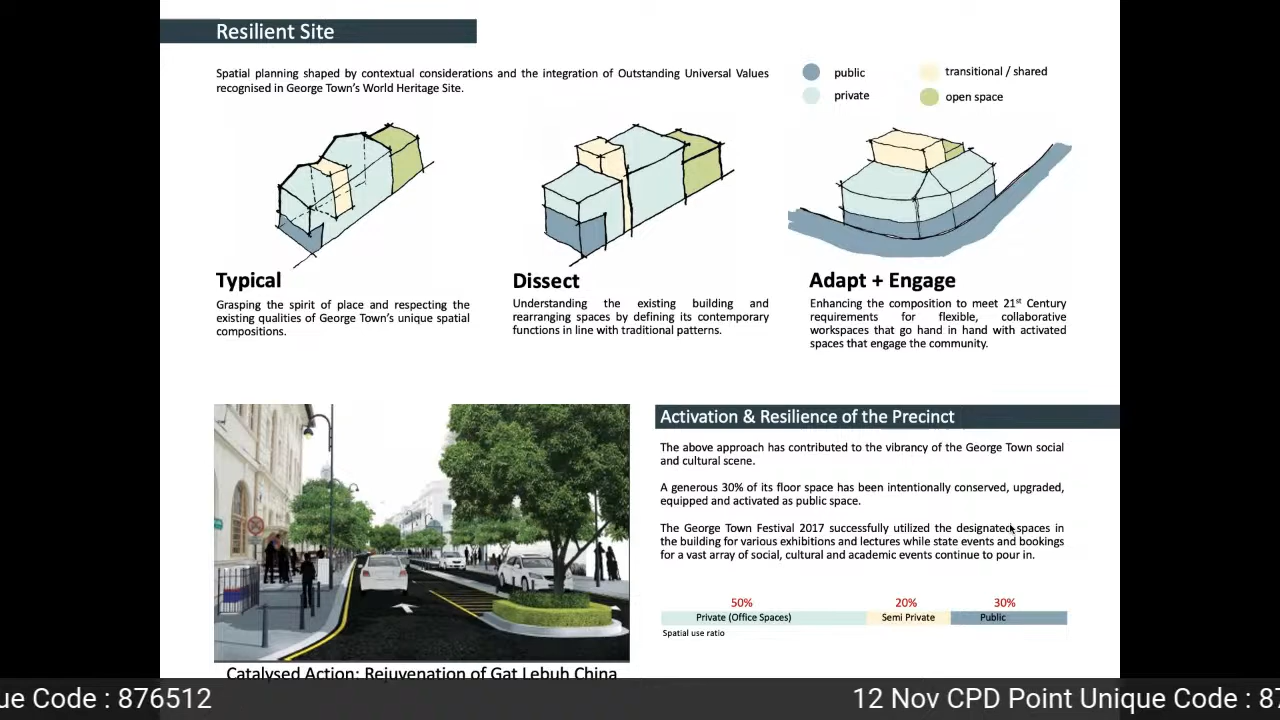 Resilient Site
Spatial planning shaped by contextual considerations and the integration of Outstanding Universal Values
recognised in George Town's World Heritage Site.
public
transitional / shared
private
open space
Typical
Grasping the spirit of place and respecting the
existing qualities of George Town's unique spatial
compositions.
Dissect
Understanding the existing building and
rearranging spaces by defining its contemporary
functions in line with traditional patterns.
Adapt + Engage
Enhancing the composition to meet 21st Century
requirements for flexible, collaborative
workspaces that go hand in hand with activated
spaces that engage the community.
Activation & Resilience of the Precinct
The above approach has contributed to the vibrancy of the George Town social
and cultural scene.
A generous 30% of its floor space has been intentionally conserved, upgraded,
equipped and activated as public space.
The George Town Festival 2017 successfully utilized the designated spaces in
the building for various exhibitions and lectures while state events and bookings
for a vast array of social, cultural and academic events continue to pour in.
50% 20% 30%
Private (Office Spaces) Semi Private Public
Spatial use ratio
Catalysed Action: Rejuvenation of Gat Lebuh China
ue Code : 876512
12 Nov CPD Point Unique Code : 87